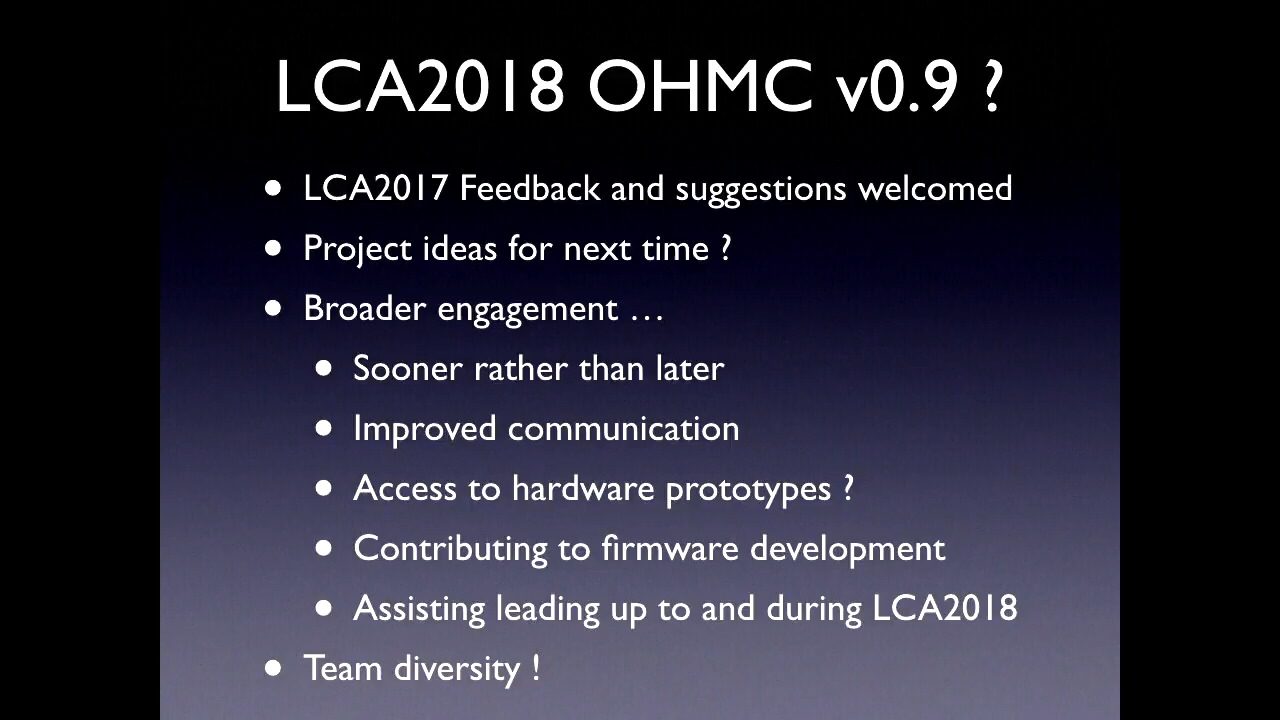 LCA2018 OHMC v0.9 ?
• LCA2017 Feedback and suggestions welcomed
• Project ideas for next time ?
• Broader engagement …
• Sooner rather than later
• Improved communication
• Access to hardware prototypes ?
• Contributing to firmware development
• Assisting leading up to and during LCA2018
• Team diversity !